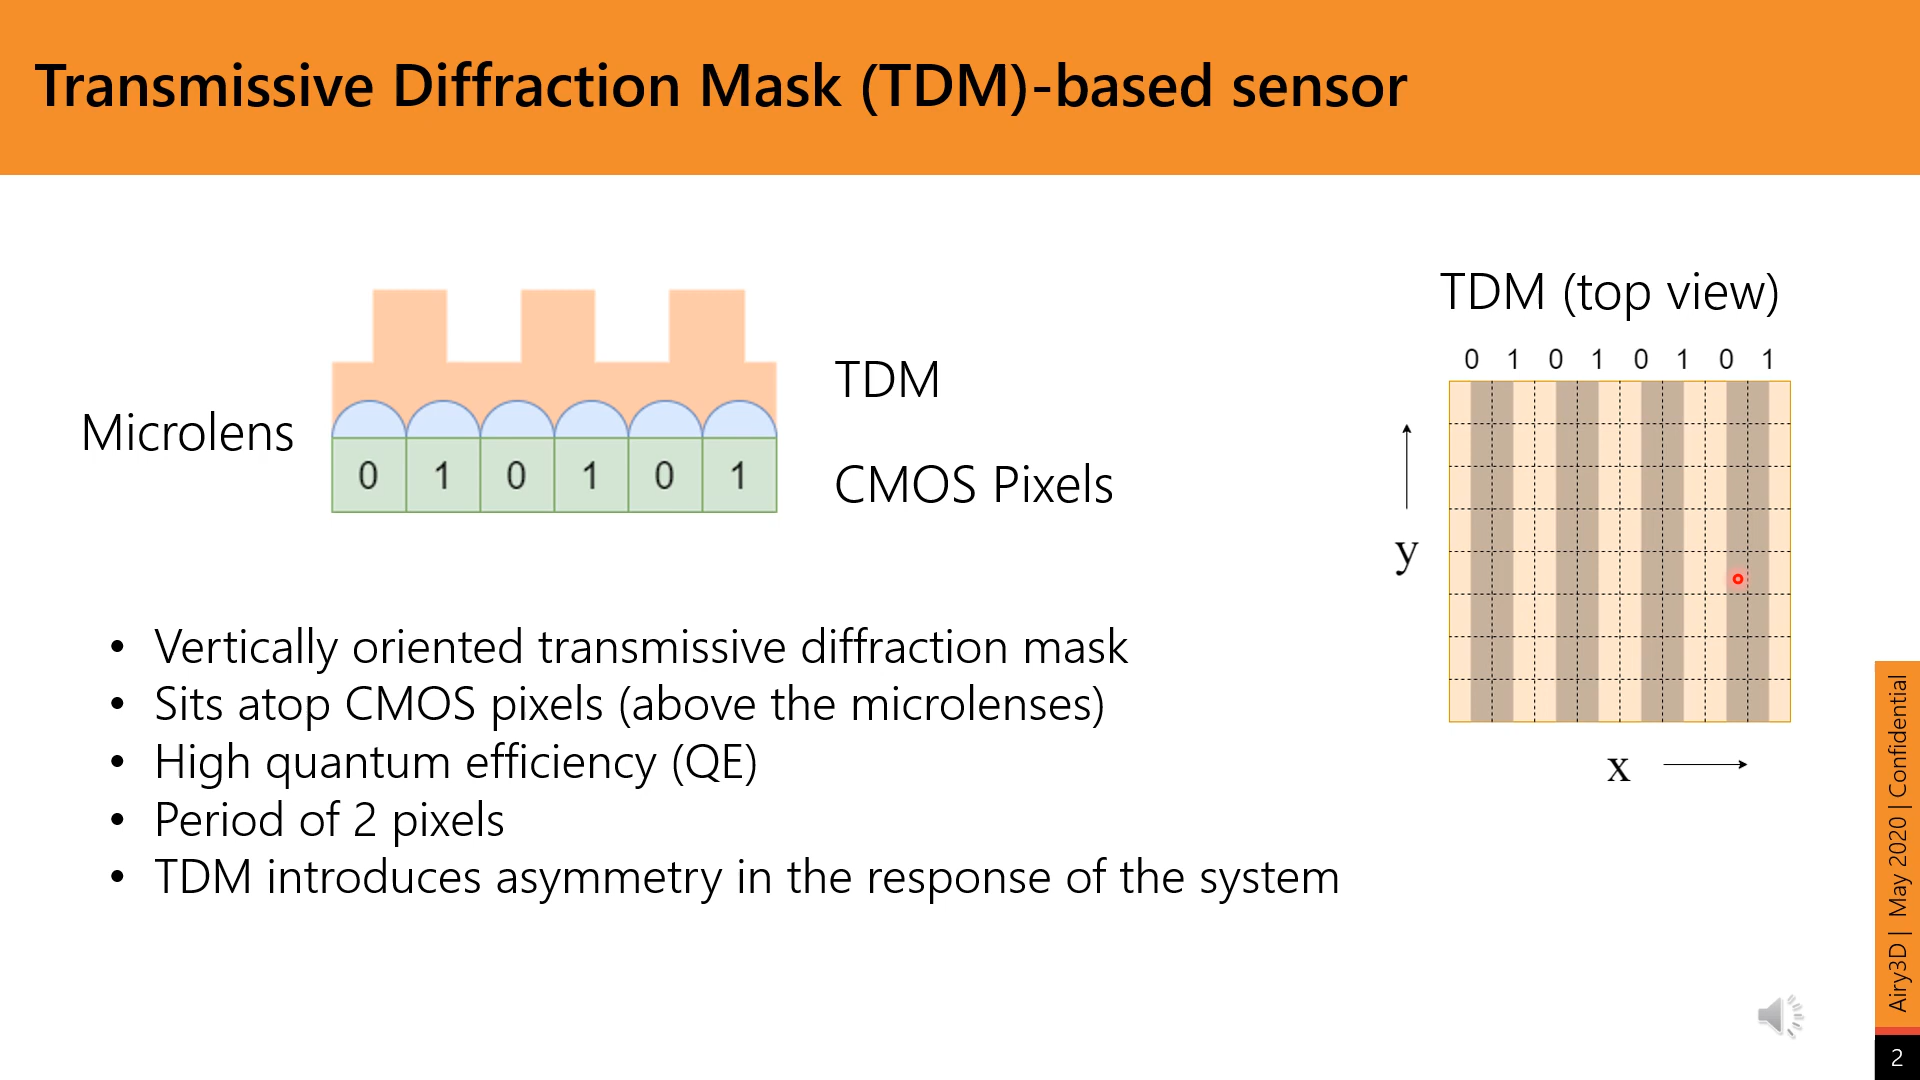 Transmissive Diffraction Mask (TDM)-based sensor
Microlens
0 1 0 1 0 1
TDM
CMOS Pixels
TDM (top view)
0 1 0 1 0 1 0 1
y
x
• Vertically oriented transmissive diffraction mask
• Sits atop CMOS pixels (above the microlenses)
• High quantum efficiency (QE)
• Period of 2 pixels
• TDM introduces asymmetry in the response of the system
Airy3D | May 2020 | Confidential
2